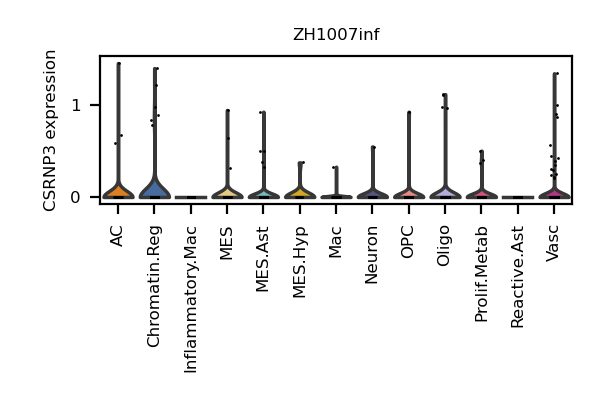 ZH1007inf
CSRNP3 expression
1
0
AC
Chromatin.Reg
Inflammatory.Mac
MES
MES.Ast
MES.Hyp
Mac
Neuron
OPC
Oligo
Prolif.Metab
Reactive.Ast
Vasc